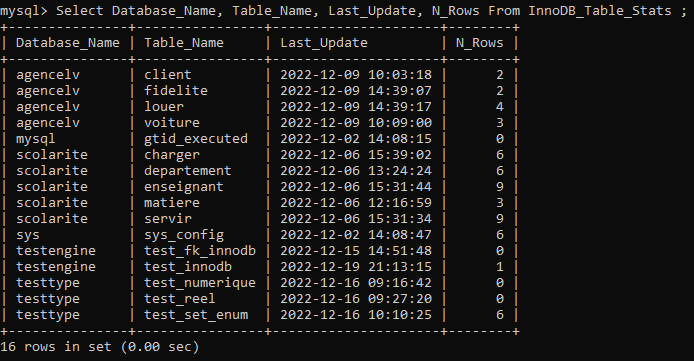 mysql> Select Database_Name, Table_Name, Last_Update, N_Rows From InnoDB_Table_Stats ;
+---------------+----------------+---------------------+--------+
| Database_Name | Table_Name     | Last_Update         | N_Rows |
+---------------+----------------+---------------------+--------+
| agencelv      | client         | 2022-12-09 10:03:18 |      2 |
| agencelv      | fidelite       | 2022-12-09 14:39:07 |      2 |
| agencelv      | louer          | 2022-12-09 14:39:17 |      4 |
| agencelv      | voiture        | 2022-12-09 10:09:00 |      3 |
| mysql         | gtid_executed  | 2022-12-02 14:08:15 |      0 |
| scolarite     | charger        | 2022-12-06 15:39:02 |      6 |
| scolarite     | departement    | 2022-12-06 13:24:24 |      6 |
| scolarite     | enseignant     | 2022-12-06 15:31:44 |      9 |
| scolarite     | matiere        | 2022-12-06 12:16:59 |      3 |
| scolarite     | servir         | 2022-12-06 15:31:34 |      9 |
| sys           | sys_config     | 2022-12-02 14:08:47 |      6 |
| testengine    | test_fk_innodb | 2022-12-15 14:51:48 |      0 |
| testengine    | test_innodb    | 2022-12-19 21:13:15 |      1 |
| testtype      | test_numerique | 2022-12-16 09:16:42 |      0 |
| testtype      | test_reel      | 2022-12-16 09:27:20 |      0 |
| testtype      | test_set_enum  | 2022-12-16 10:10:25 |      6 |
+---------------+----------------+---------------------+--------+
16 rows in set (0.00 sec)